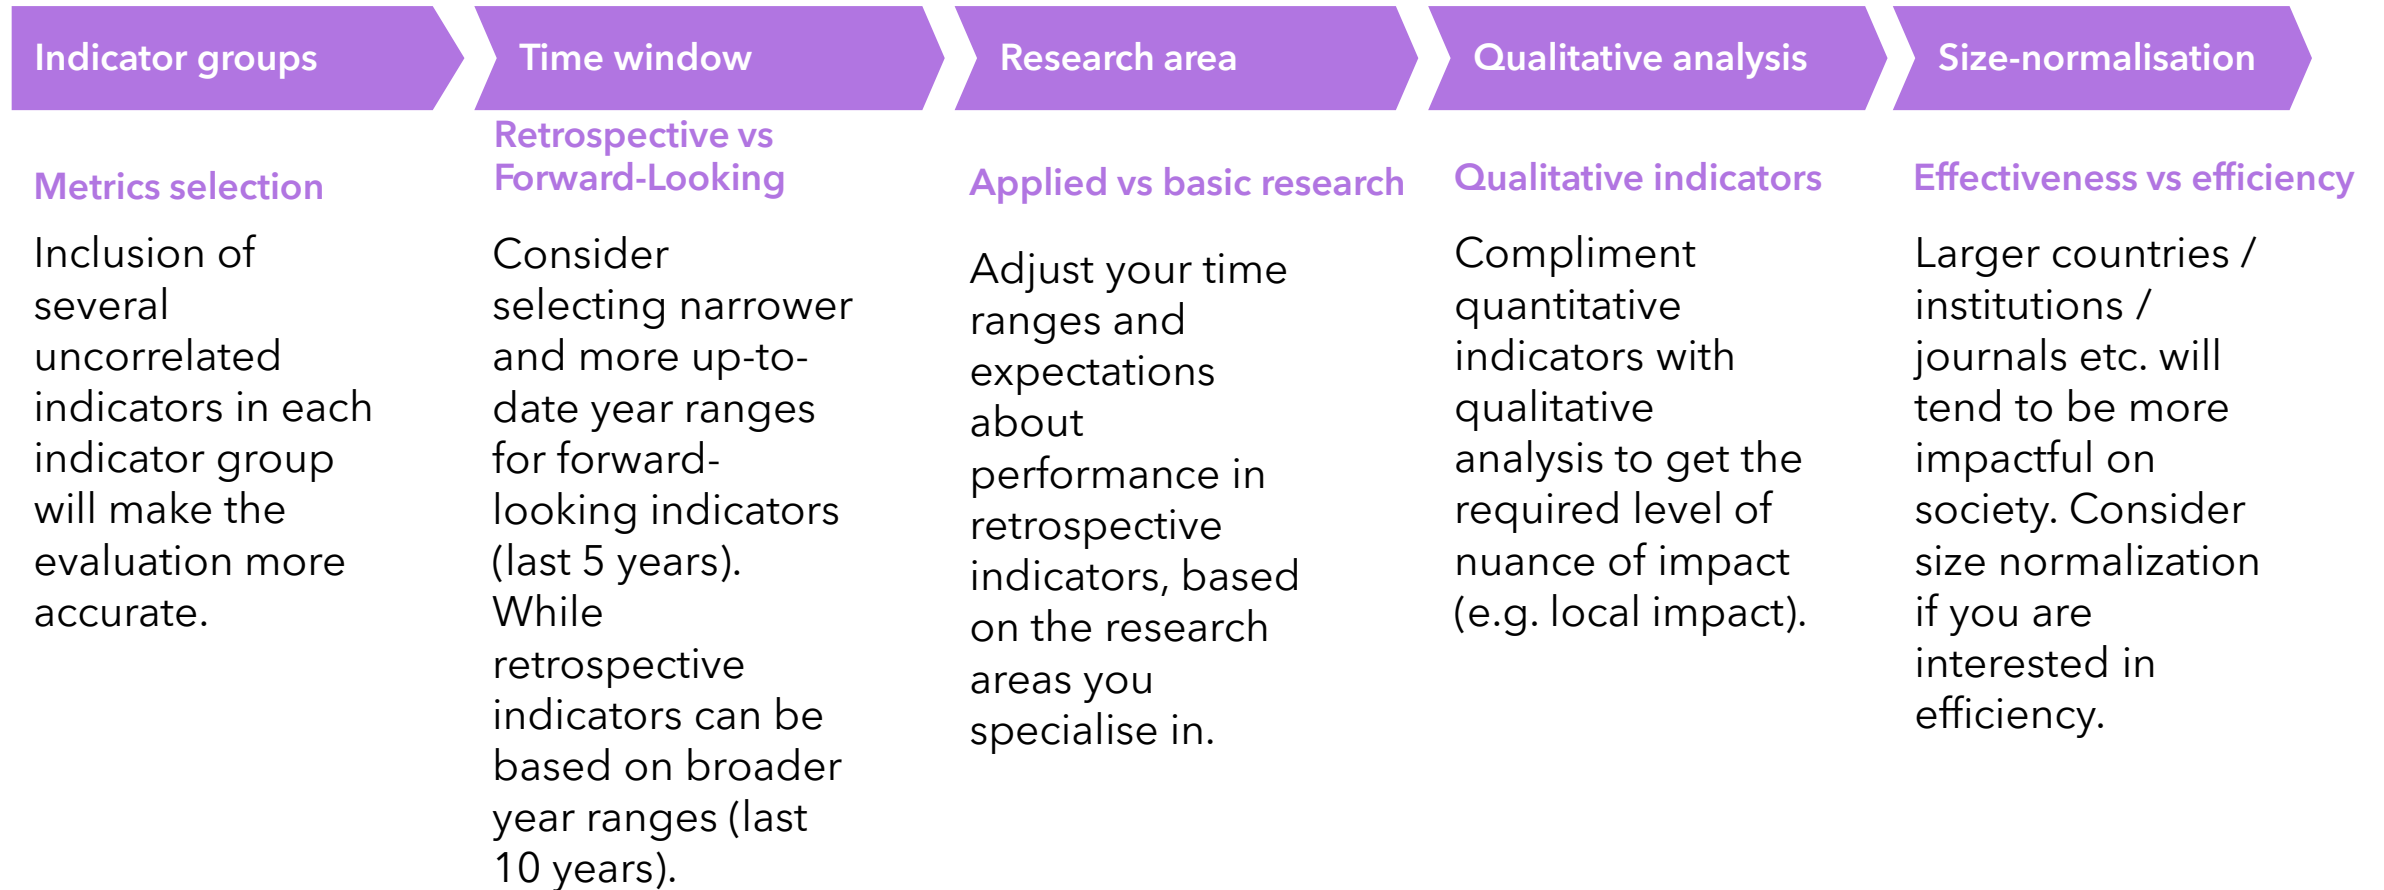 Indicator groups
Time window
Research area
Qualitative analysis
Size-normalisation
Metrics selection
Inclusion of
several
uncorrelated
indicators in each
indicator group
will make the
evaluation more
accurate.
Retrospective vs
Forward-Looking
Consider
selecting narrower
and more up-to-
date year ranges
for forward-
looking indicators
(last 5 years).
While
retrospective
indicators can be
based on broader
year ranges (last
10 years).
Applied vs basic research
Adjust your time
ranges and
expectations
about
performance in
retrospective
indicators, based
on the research
areas you
specialise in.
Qualitative indicators
Compliment
quantitative
indicators with
qualitative
analysis to get the
required level of
nuance of impact
(e.g. local impact).
Effectiveness vs efficiency
Larger countries /
institutions /
journals etc. will
tend to be more
impactful on
society. Consider
size normalization
if you are
interested in
efficiency.